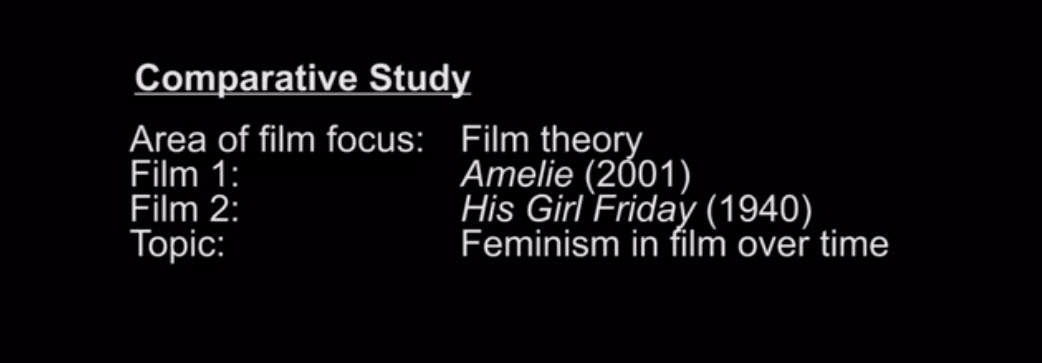 Comparative Study
Area of film focus: Film theory
Film 1: Amelie (2001)
Film 2: His Girl Friday (1940)
Topic: Feminism in film over time